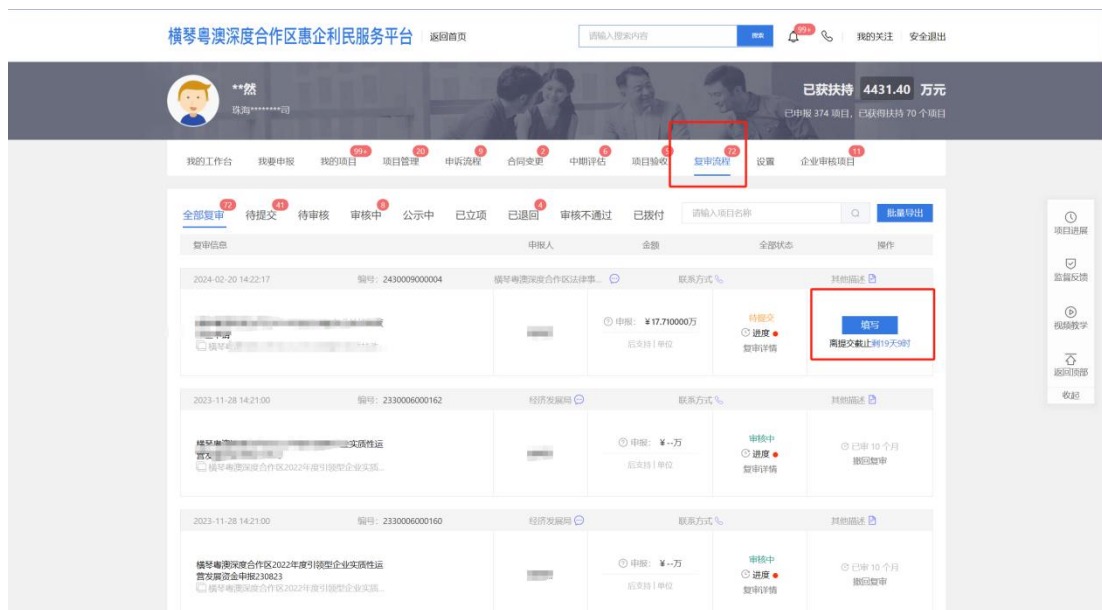 横琴粤澳深度合作区惠企利民服务平台 返回首页 请输入搜索内容 搜索 99+ 我的关注 安全退出
**然
珠海********司
已获扶持 4431.40 万元
已申报 374 项目，已获得扶持 70 个项目
我的工作台 我要申报 我的项目 99+ 项目管理 20 申诉流程 9 合同变更 2 中期评估 6 项目验收 5 复审流程 72 设置 企业审核项目 11
全部复审 72 待提交 41 待审核 审核中 8 公示中 已立项 已退回 4 审核不通过 已拨付 请输入项目名称 批量导出
复审信息 申报人 金额 全部状态 操作
2024-02-20 14:22:17 编号：2430009000004 横琴粤澳深度合作区法律事... 联系方式 其他描述
申报：￥17.710000万
后支持 | 单位
待提交
进度
复审详情
填写
离提交截止剩19天9时
2023-11-28 14:21:00 编号：2330006000162 经济发展局 联系方式 其他描述
实质性运
横琴粤澳深度合作区2022年度引领型企业实质...
申报：￥--万
后支持 | 单位
审核中
进度
复审详情
已审 10 个月
撤回复审
2023-11-28 14:21:00 编号：2330006000160 经济发展局 联系方式 其他描述
横琴粤澳深度合作区2022年度引领型企业实质性运
营发展资金申报230823
横琴粤澳深度合作区2022年度引领型企业实质...
申报：￥--万
后支持 | 单位
审核中
进度
复审详情
已审 10 个月
撤回复审
项目进展
监督反馈
视频教学
返回顶部
收起